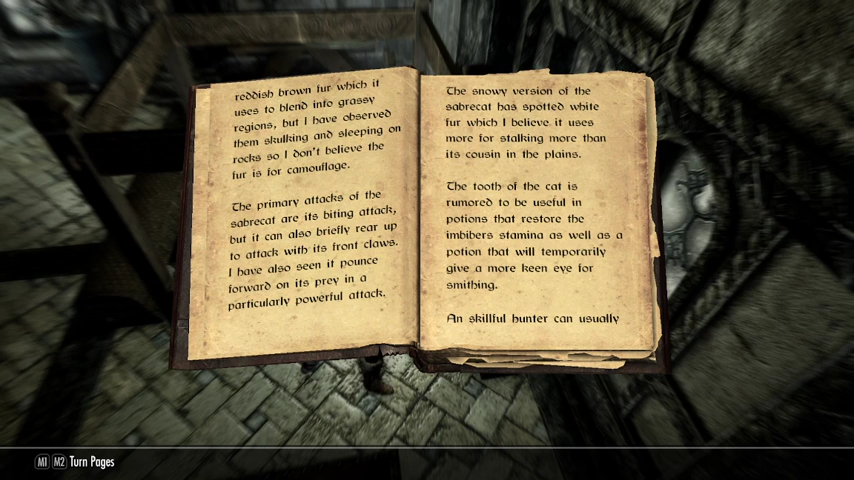 reddish brown fur which it
uses to blend into grassy
regions, but I have observed
them skulking and sleeping on
rocks so I don't believe the
fur is for camouflage.
The primary attacks of the
sabrecat are its biting attack,
but it can also briefly rear up
to attack with its front claws.
I have also seen it pounce
forward on its prey in a
particularly powerful attack.
The snowy version of the
sabrecat has spotted white
fur which I believe it uses
more for stalking more than
its cousin in the plains.
The tooth of the cat is
rumored to be useful in
potions that restore the
imbibers stamina as well as a
potion that will temporarily
give a more keen eye for
smithing.
An skillful hunter can usually
M1 M2 Turn Pages